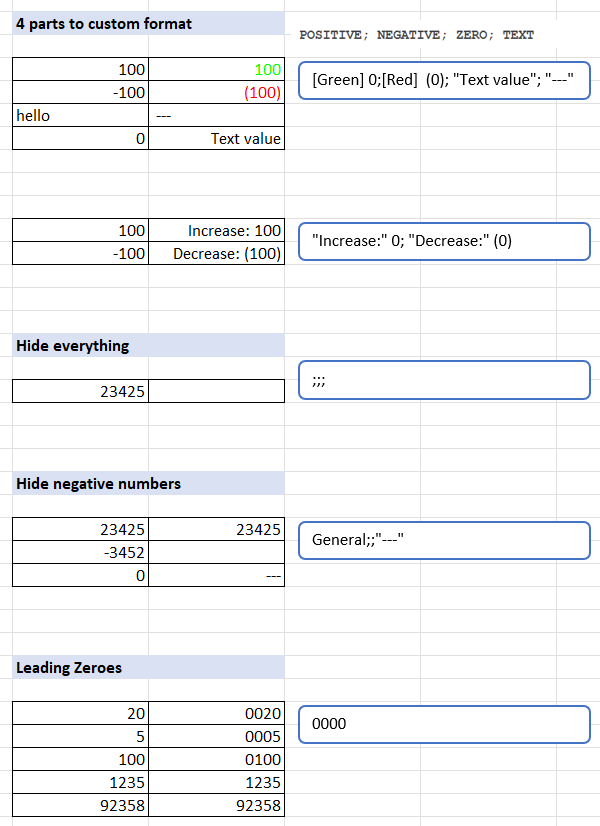 4 parts to custom format
POSITIVE; NEGATIVE; ZERO; TEXT
100 100
[Green] 0;[Red]  (0); "Text value"; "---"
-100 (100)
hello ---
0 Text value
100 Increase: 100
"Increase:" 0; "Decrease:" (0)
-100 Decrease: (100)
Hide everything
;;;
23425
Hide negative numbers
23425 23425
General;;"---"
-3452
0 ---
Leading Zeroes
20 0020
0000
5 0005
100 0100
1235 1235
92358 92358